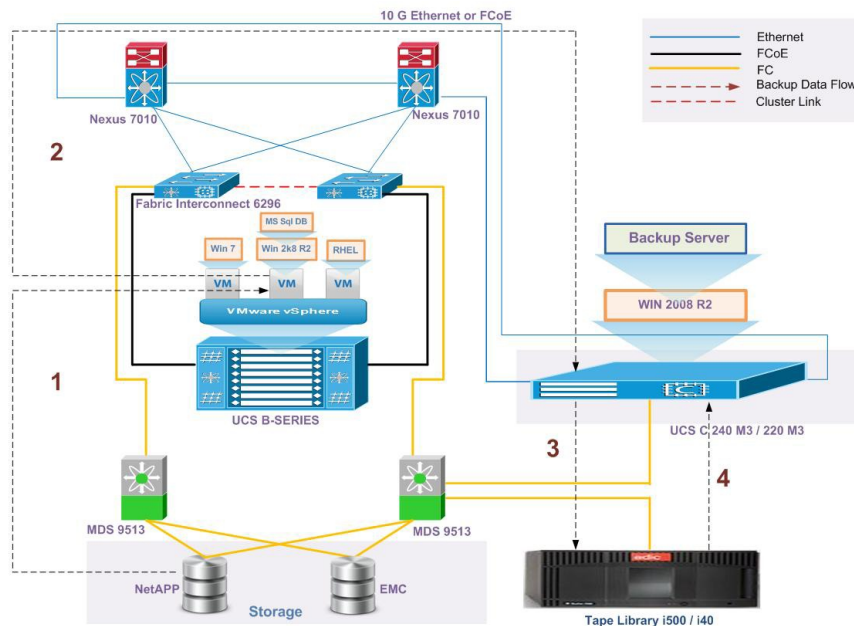 10 G Ethernet or FCoE
Ethernet
FCoE
FC
Backup Data Flow
Cluster Link
Nexus 7010
Nexus 7010
2
Fabric Interconnect 6296
MS Sql DB
Win 7
Win 2k8 R2
RHEL
VM
VM
VM
VMware vSphere
Backup Server
WIN 2008 R2
1
UCS B-SERIES
C
UCS C 240 M3 / 220 M3
3
4
MDS 9513
MDS 9513
NetAPP
EMC
Storage
Tape Library i500 / i40